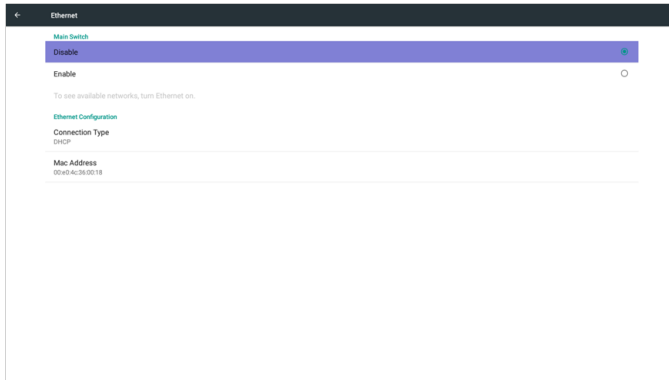 Ethernet
Main Switch
Disable
Enable
To see available networks, turn Ethernet on.
Ethernet Configuration
Connection Type
DHCP
Mac Address
00:e0:4c:36:00:18